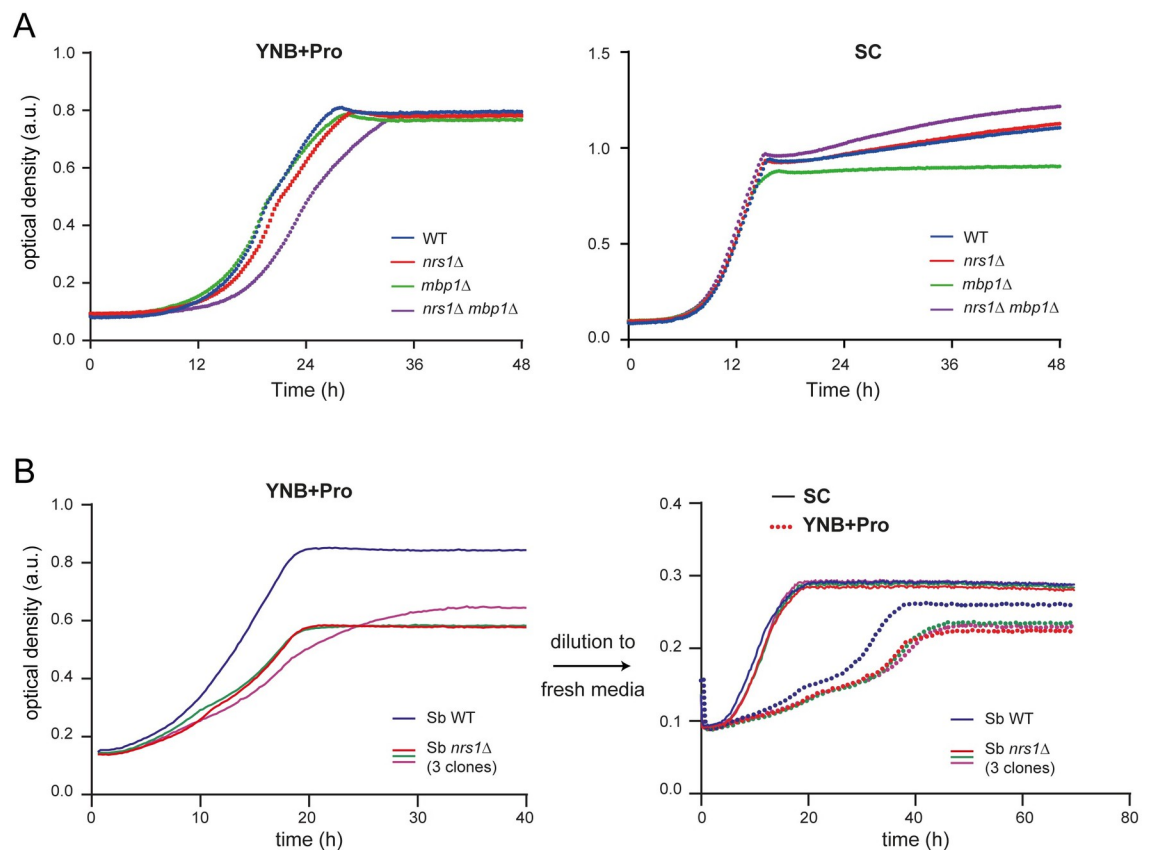 A
YNB+Pro
SC
optical density (a.u.)
1.0
0.8
0.6
0.4
0.2
0.0
0 12 24 36 48
Time (h)
WT
nrs1Δ
mbp1Δ
nrs1Δ mbp1Δ
1.5
1.0
0.5
0.0
0 12 24 36 48
Time (h)
WT
nrs1Δ
mbp1Δ
nrs1Δ mbp1Δ
B
YNB+Pro
optical density (a.u.)
1.0
0.8
0.6
0.4
0.2
0.0
0 10 20 30 40
time (h)
Sb WT
Sb nrs1Δ
(3 clones)
dilution to
fresh media
SC
YNB+Pro
0.4
0.3
0.2
0.1
0.0
0 20 40 60 80
time (h)
Sb WT
Sb nrs1Δ
(3 clones)